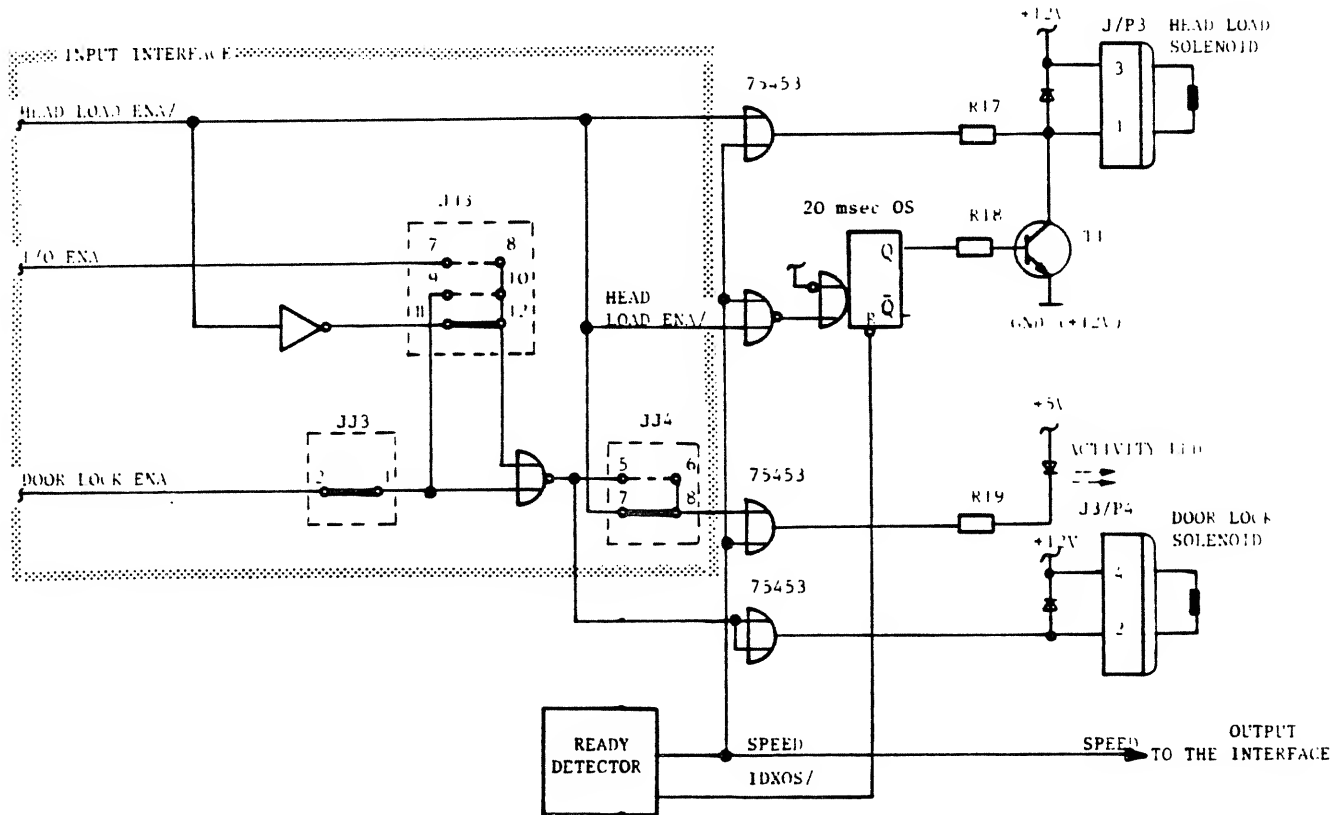 INPUT INTERFACE
HEAD LOAD ENA/
I/O ENA
DOOR LOCK ENA
7
8
9
10
11
12
JJ3
2
1
JJ4
5
6
7
8
HEAD
LOAD ENA/
75453
20 msec OS
Q
Q̄
R17
R18
T1
+12V
J/P3
HEAD LOAD
SOLENOID
3
1
+5V
ACTIVITY LED
75453
R19
J3/P4
DOOR LOCK
SOLENOID
+12V
2
75453
READY
DETECTOR
SPEED
IDXOS/
SPEED
OUTPUT
TO THE INTERFACE